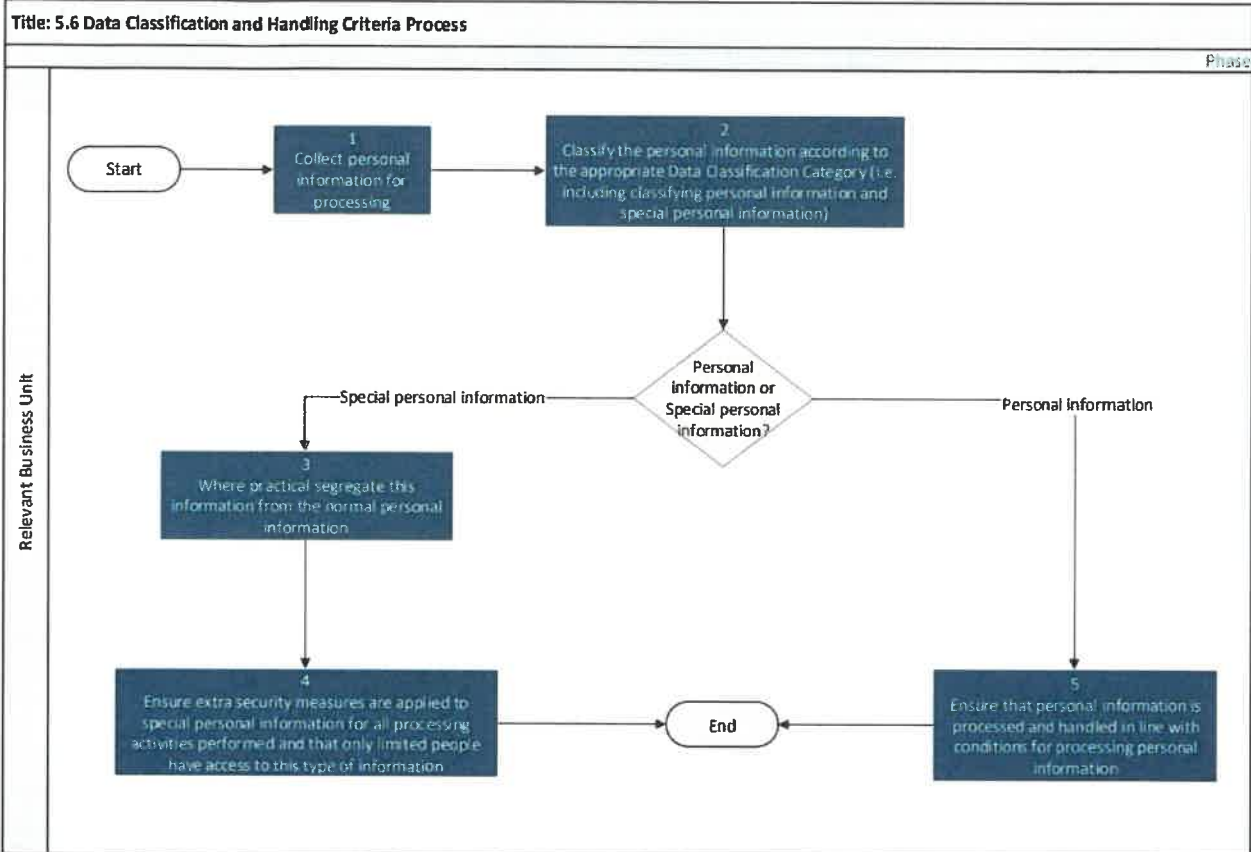 Title: 5.6 Data Classification and Handling Criteria Process
Phase
Relevant Business Unit
Start
1
Collect personal
information for
processing
2
Classify the personal information according to
the appropriate Data Classification Category (i.e.
including classifying personal information and
special personal information)
Personal
information or
Special personal
information?
Special personal information
Personal information
3
Where practical segregate this
information from the normal personal
information
4
Ensure extra security measures are applied to
special personal information for all processing
activities performed and that only limited people
have access to this type of information
End
5
Ensure that personal information is
processed and handled in line with
conditions for processing personal
information